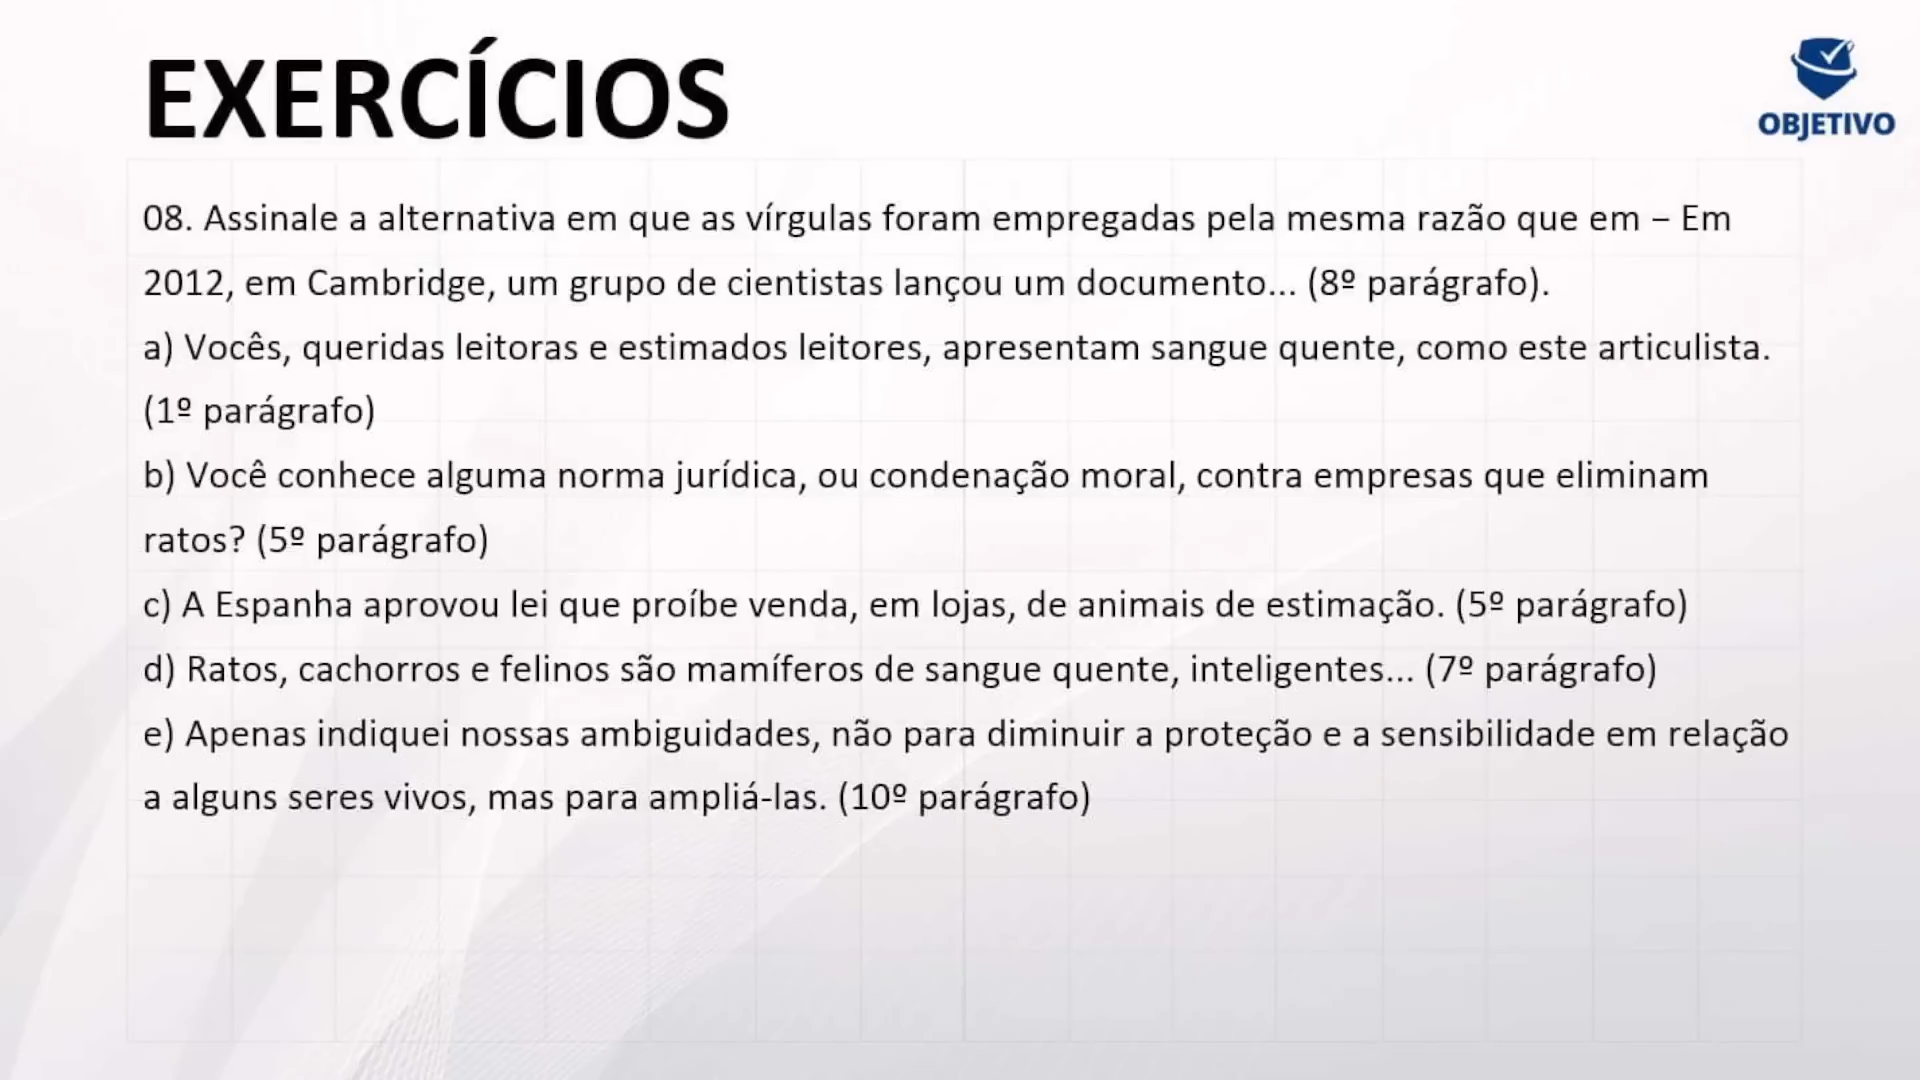 EXERCÍCIOS
OBJETIVO
08. Assinale a alternativa em que as vírgulas foram empregadas pela mesma razão que em – Em
2012, em Cambridge, um grupo de cientistas lançou um documento... (8º parágrafo).
a) Vocês, queridas leitoras e estimados leitores, apresentam sangue quente, como este articulista.
(1º parágrafo)
b) Você conhece alguma norma jurídica, ou condenação moral, contra empresas que eliminam
ratos? (5º parágrafo)
c) A Espanha aprovou lei que proíbe venda, em lojas, de animais de estimação. (5º parágrafo)
d) Ratos, cachorros e felinos são mamíferos de sangue quente, inteligentes... (7º parágrafo)
e) Apenas indiquei nossas ambiguidades, não para diminuir a proteção e a sensibilidade em relação
a alguns seres vivos, mas para ampliá-las. (10º parágrafo)